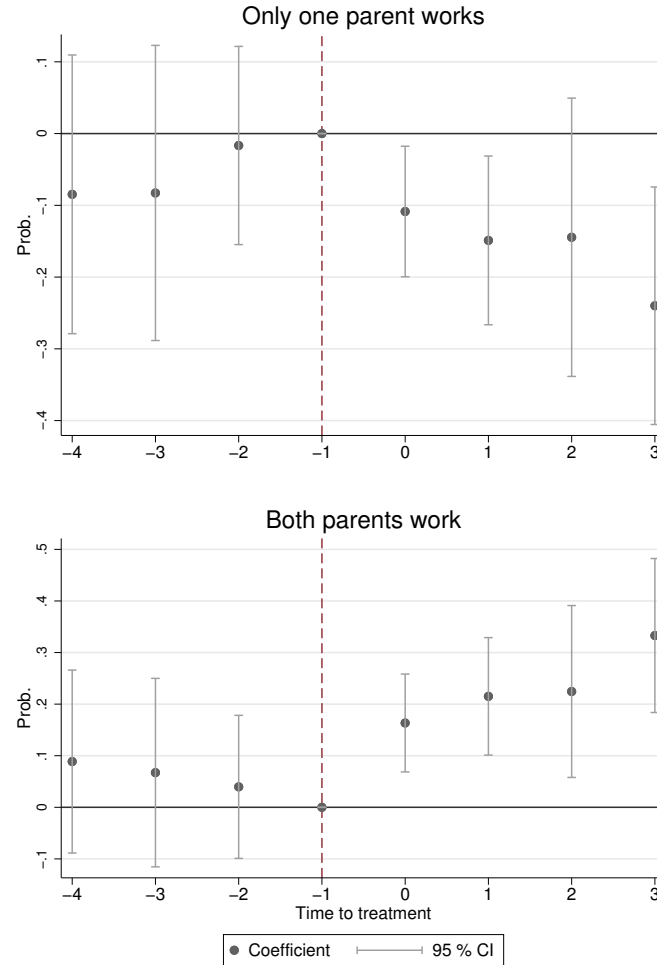 Only one parent works
.1
0
-.1
-.2
-.3
-.4
Prob.
-4 -3 -2 -1 0 1 2 3
Both parents work
.5
.4
.3
.2
.1
0
-.1
Prob.
-4 -3 -2 -1 0 1 2 3
Time to treatment
Coefficient 95 % CI